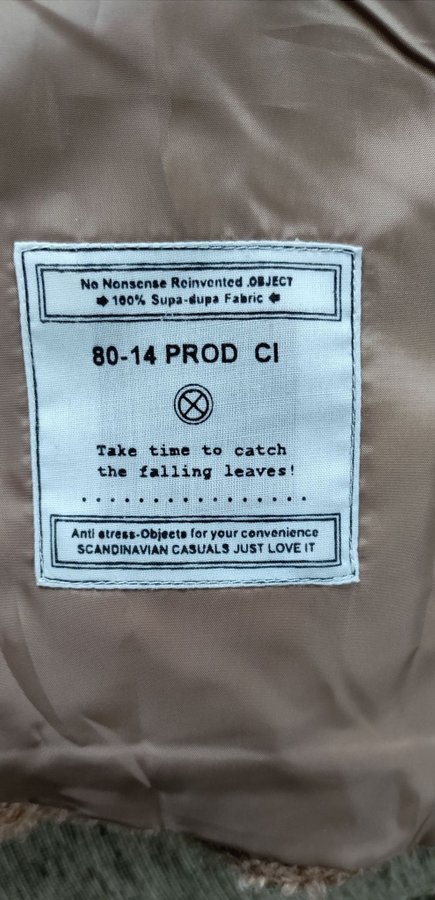 No Nonsense Reinvented .OBJECT
100% Supa-dupa Fabric
80-14 PROD CI
Take time to catch
the falling leaves!
................
Anti stress-Objects for your convenience
SCANDINAVIAN CASUALS JUST LOVE IT